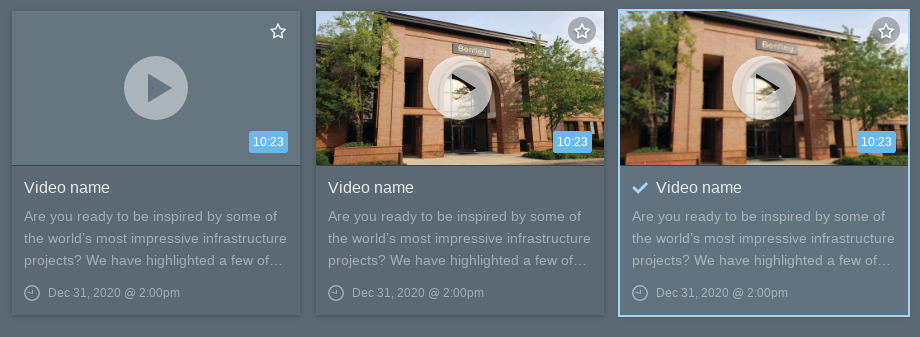 10:23
Video name
Are you ready to be inspired by some of
the world's most impressive infrastructure
projects? We have highlighted a few of...
Dec 31, 2020 @ 2:00pm
Bentley
10:23
Video name
Are you ready to be inspired by some of
the world's most impressive infrastructure
projects? We have highlighted a few of...
Dec 31, 2020 @ 2:00pm
Bentley
10:23
Video name
Are you ready to be inspired by some of
the world's most impressive infrastructure
projects? We have highlighted a few of...
Dec 31, 2020 @ 2:00pm